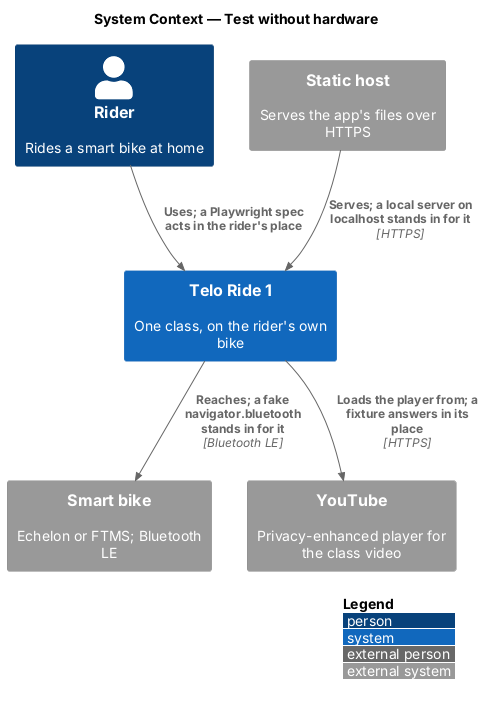 System Context — Test without hardware
Rider
Rides a smart bike at home
Static host
Serves the app's files over
HTTPS
Uses; a Playwright spec
acts in the rider's place
Serves; a local server on
localhost stands in for it
[HTTPS]
Telo Ride 1
One class, on the rider's own
bike
Reaches; a fake
navigator.bluetooth
stands in for it
[Bluetooth LE]
Loads the player from; a
fixture answers in its
place
[HTTPS]
Smart bike
Echelon or FTMS; Bluetooth
LE
YouTube
Privacy-enhanced player for
the class video
Legend
person
system
external person
external system